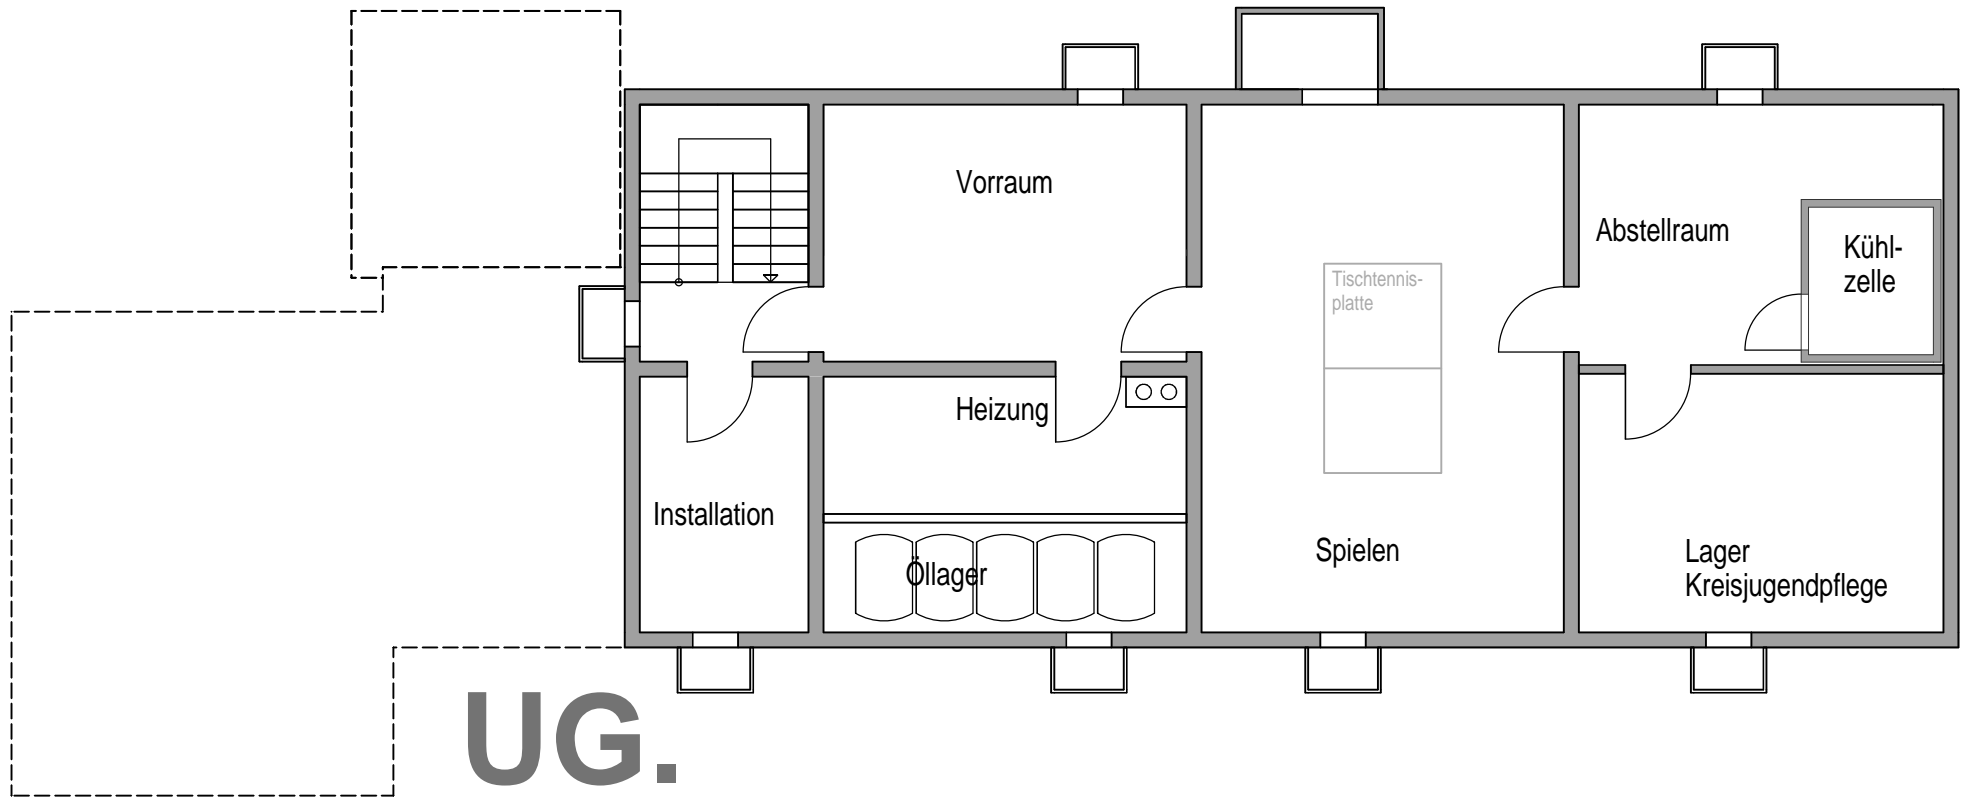 Vorraum
Abstellraum
Kühl-
zelle
Tischtennis-
platte
Heizung
Installation
Öllager
Spielen
Lager
Kreisjugendpflege
UG.